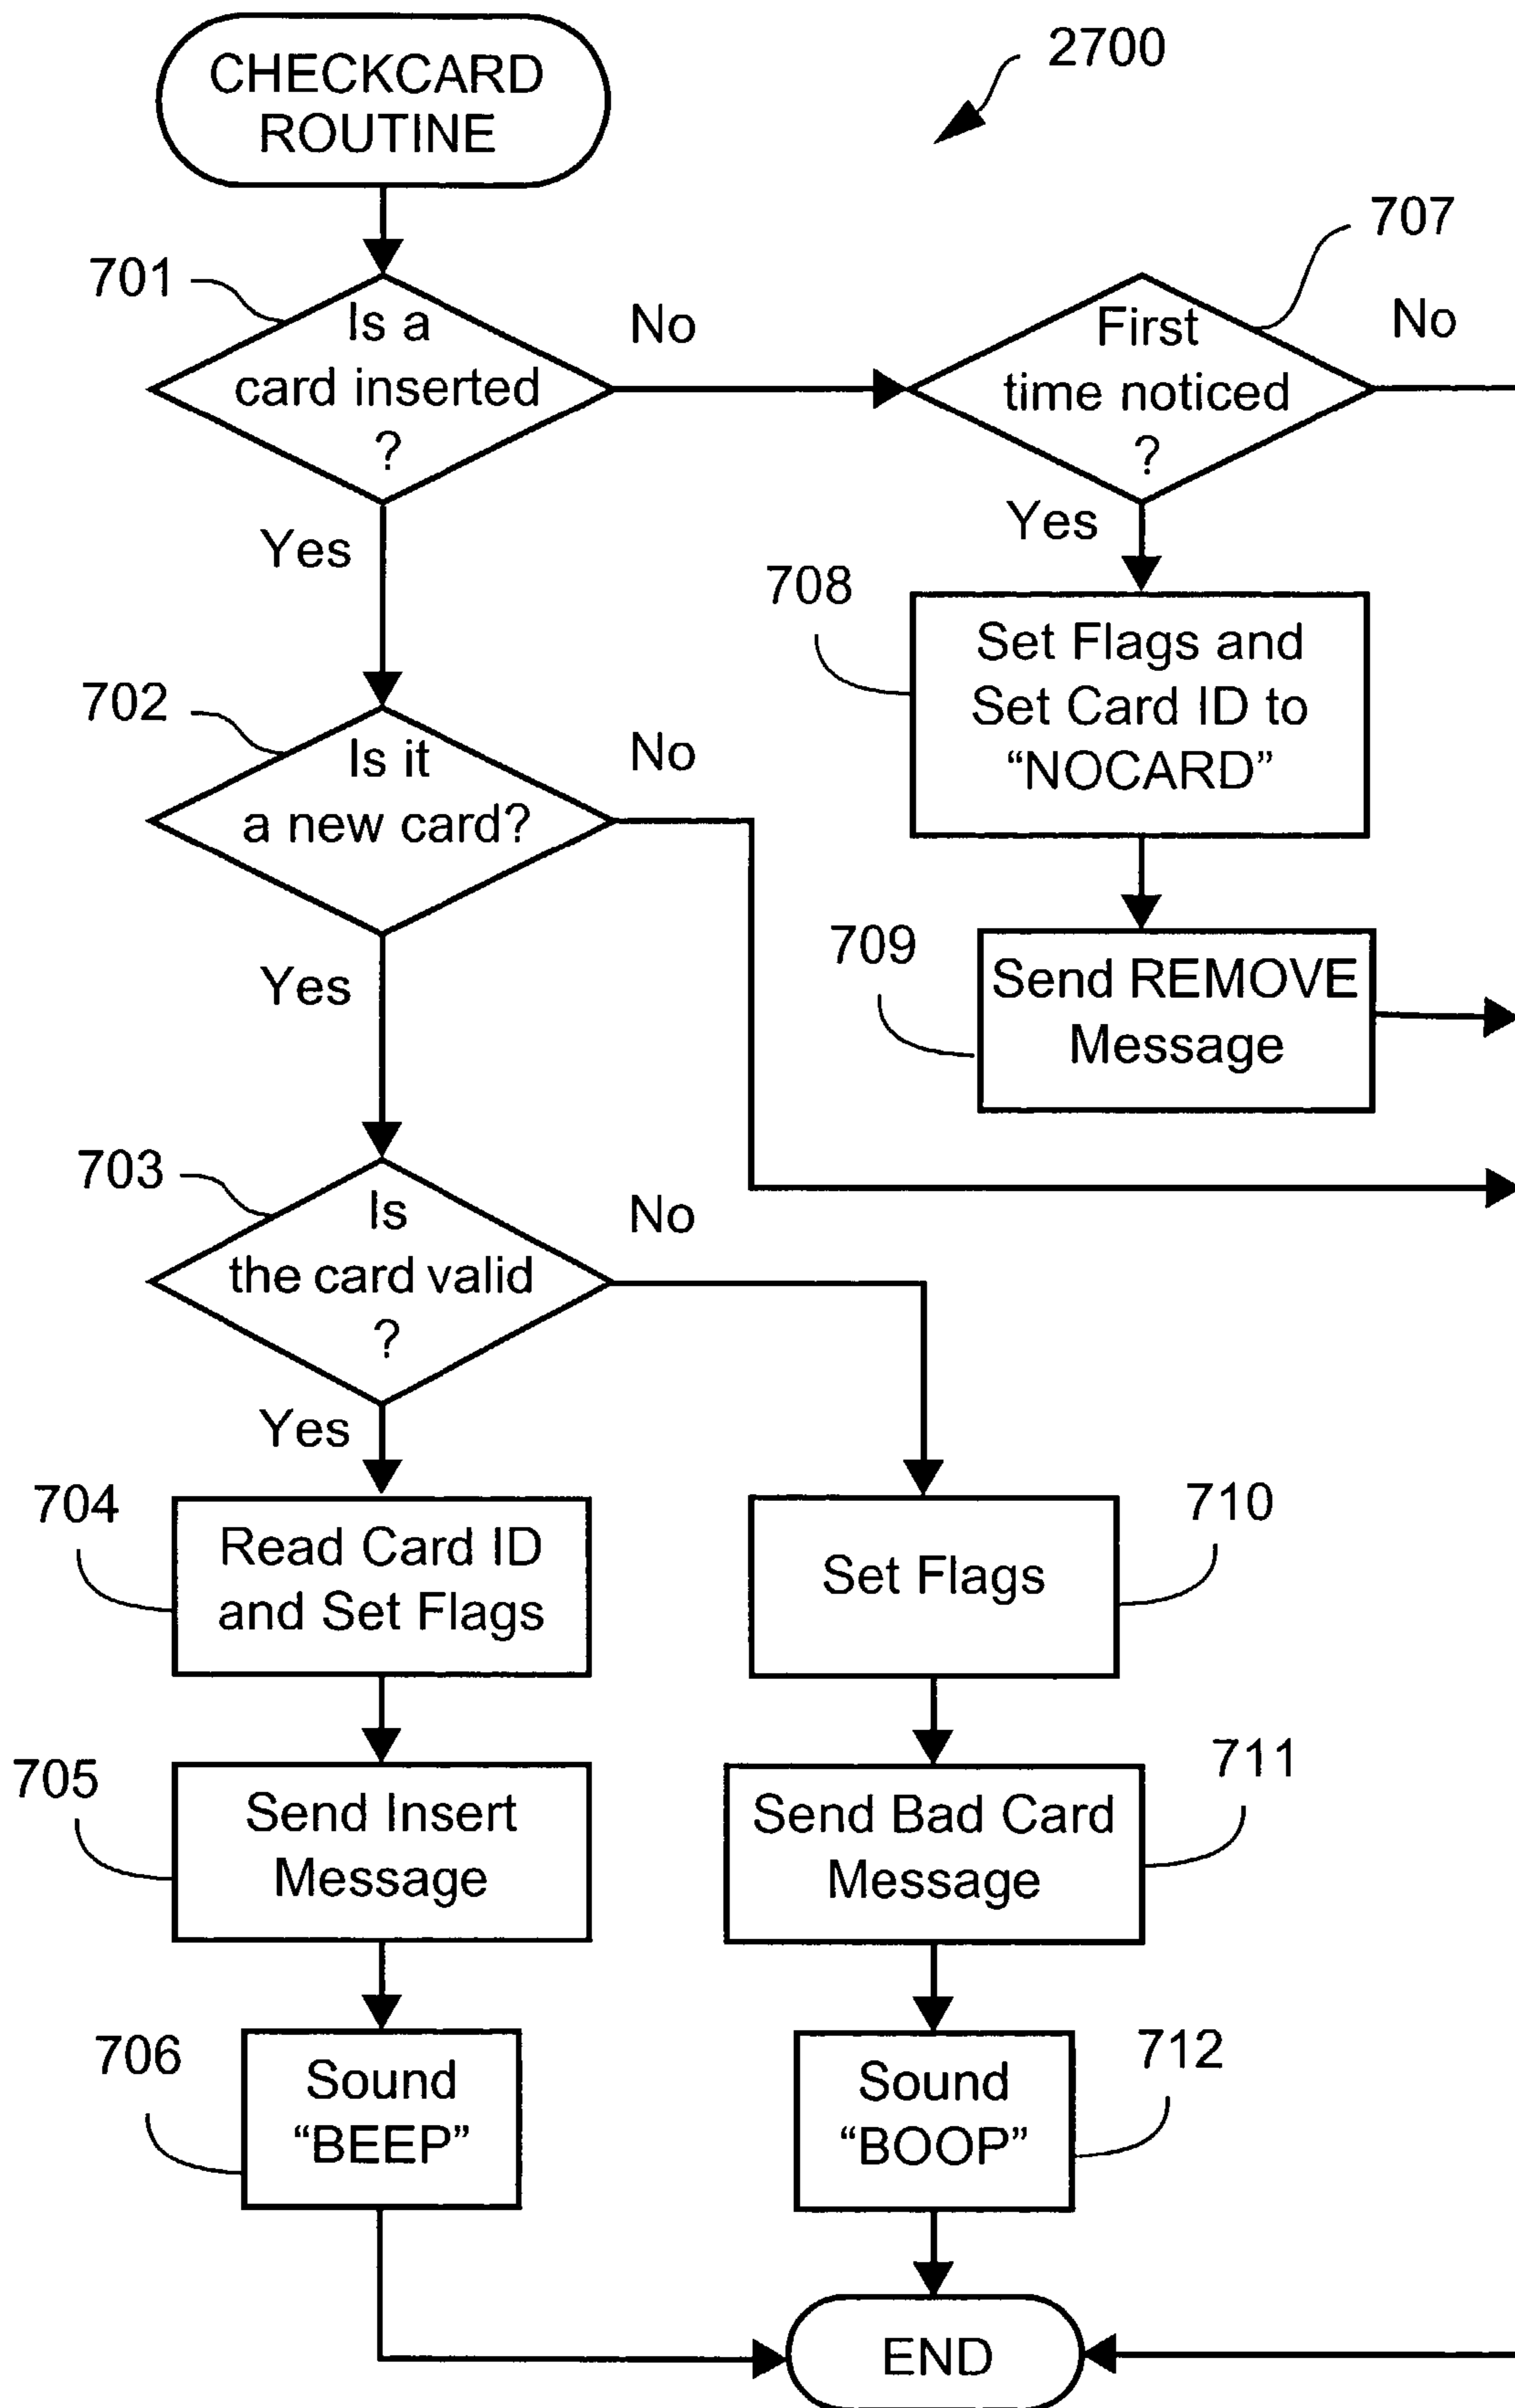 CHECKCARD
ROUTINE
2700
701
Is a
card inserted
?
No
Yes
707
First
time noticed
?
No
Yes
708
Set Flags and
Set Card ID to
“NOCARD”
709
Send REMOVE
Message
702
Is it
a new card?
No
Yes
703
Is
the card valid
?
No
Yes
704
Read Card ID
and Set Flags
705
Send Insert
Message
706
Sound
“BEEP”
710
Set Flags
711
Send Bad Card
Message
712
Sound
“BOOP”
END